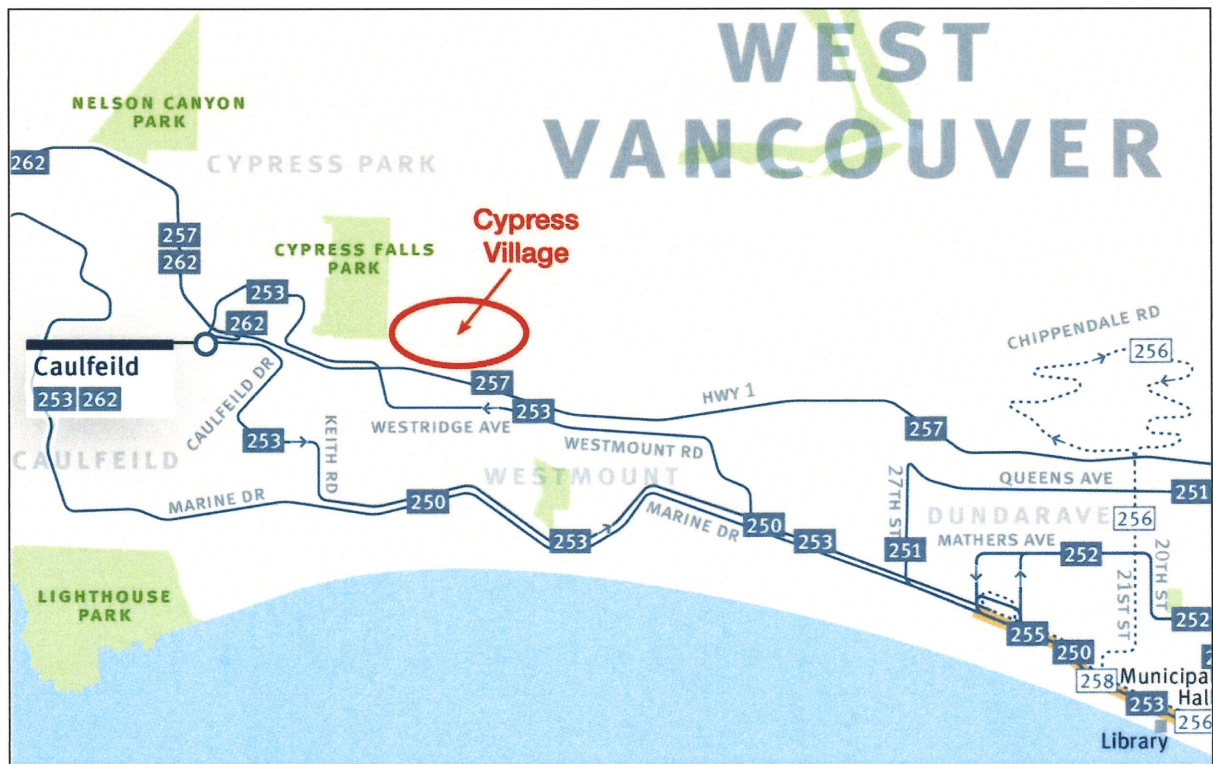 WEST
VANCOUVER
NELSON CANYON
PARK
262
CYPRESS PARK
257
262
CYPRESS FALLS
PARK
Cypress
Village
253
262
Caulfeild
253 262
CAULFEILD
CAULFEILD DR
253
KEITH RD
257
253
WESTRIDGE AVE
HWY 1
WESTMOUNT RD
WESTMOUNT
MARINE DR
250
253
MARINE DR
250
253
CHIPPENDALE RD
256
257
27TH ST
QUEENS AVE
251
DUNDARAVE
256
251
MATHERS AVE
252
20TH ST
21ST ST
252
255
250
258
Municipal
Hall
253
256
Library
LIGHTHOUSE
PARK